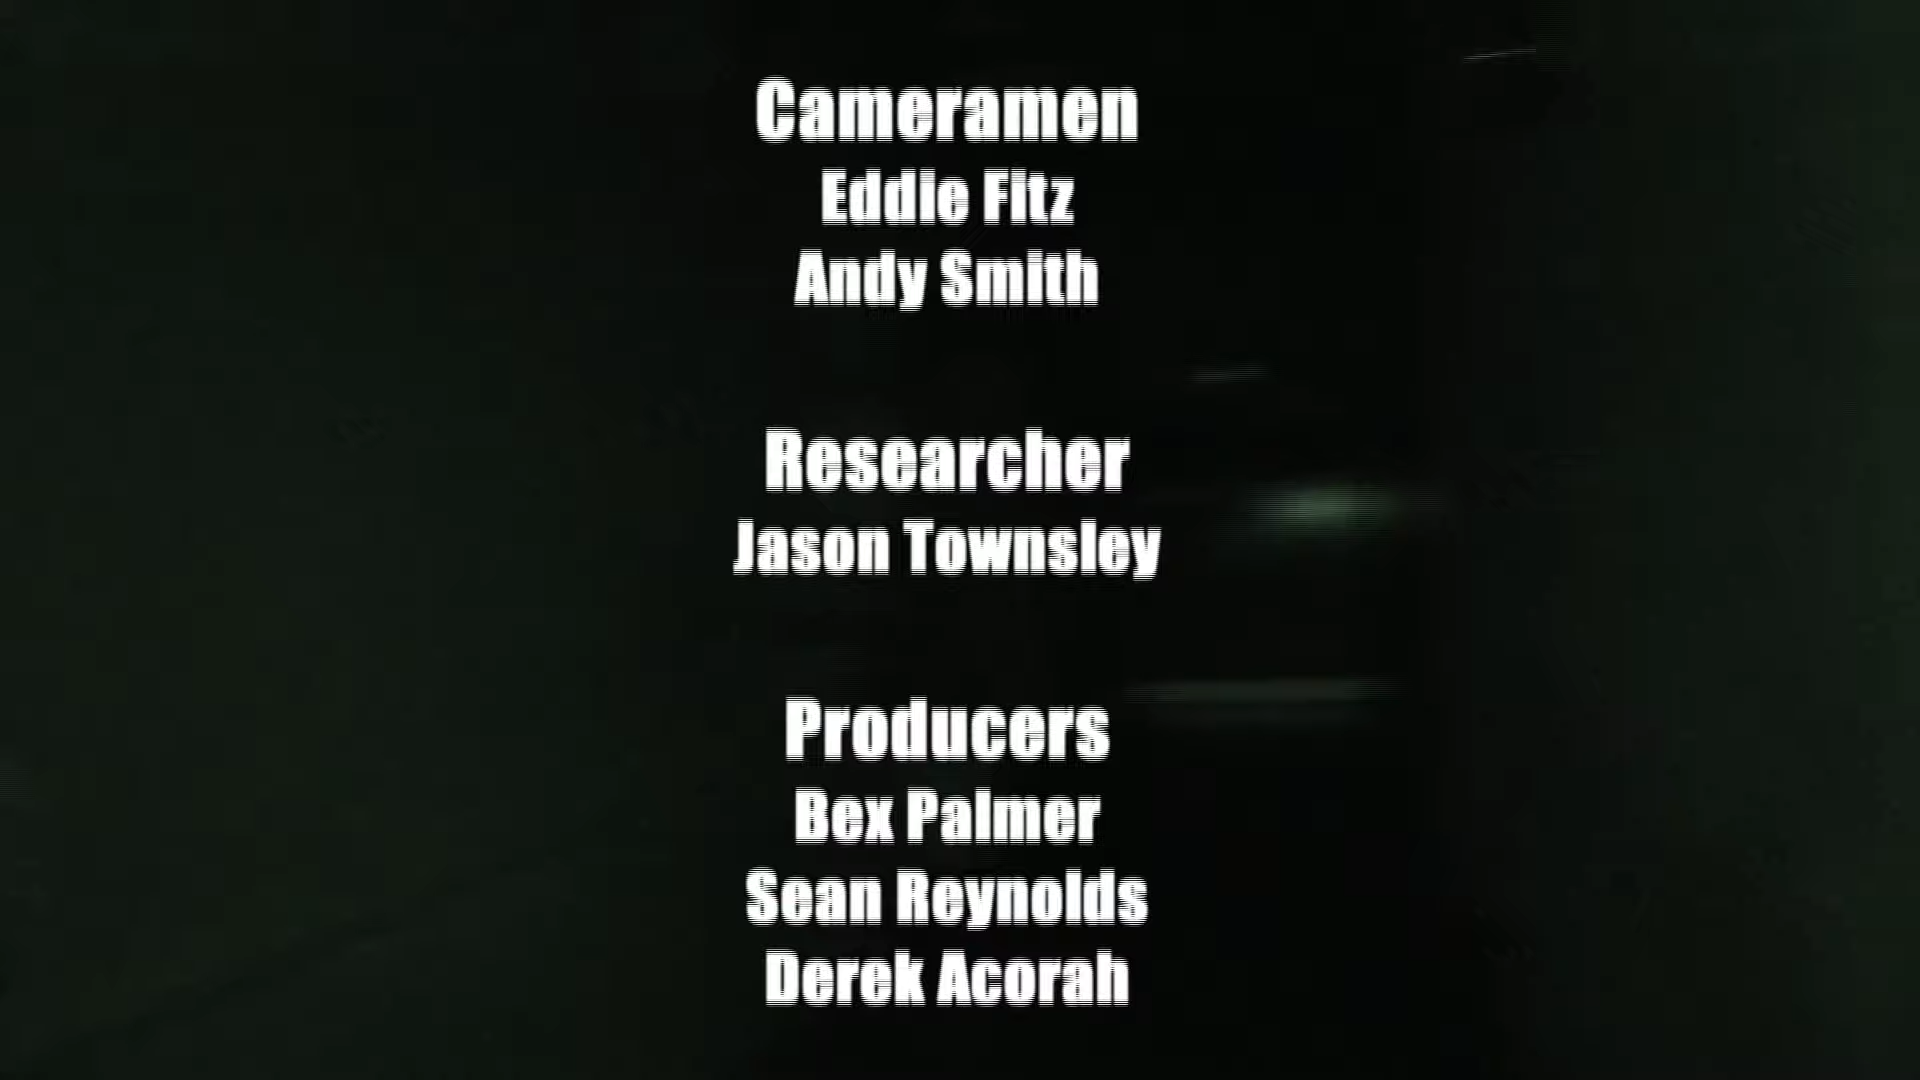 Cameramen
Eddie Fitz
Andy Smith
Researcher
Jason Townsley
Producers
Bex Palmer
Sean Reynolds
Derek Acorah